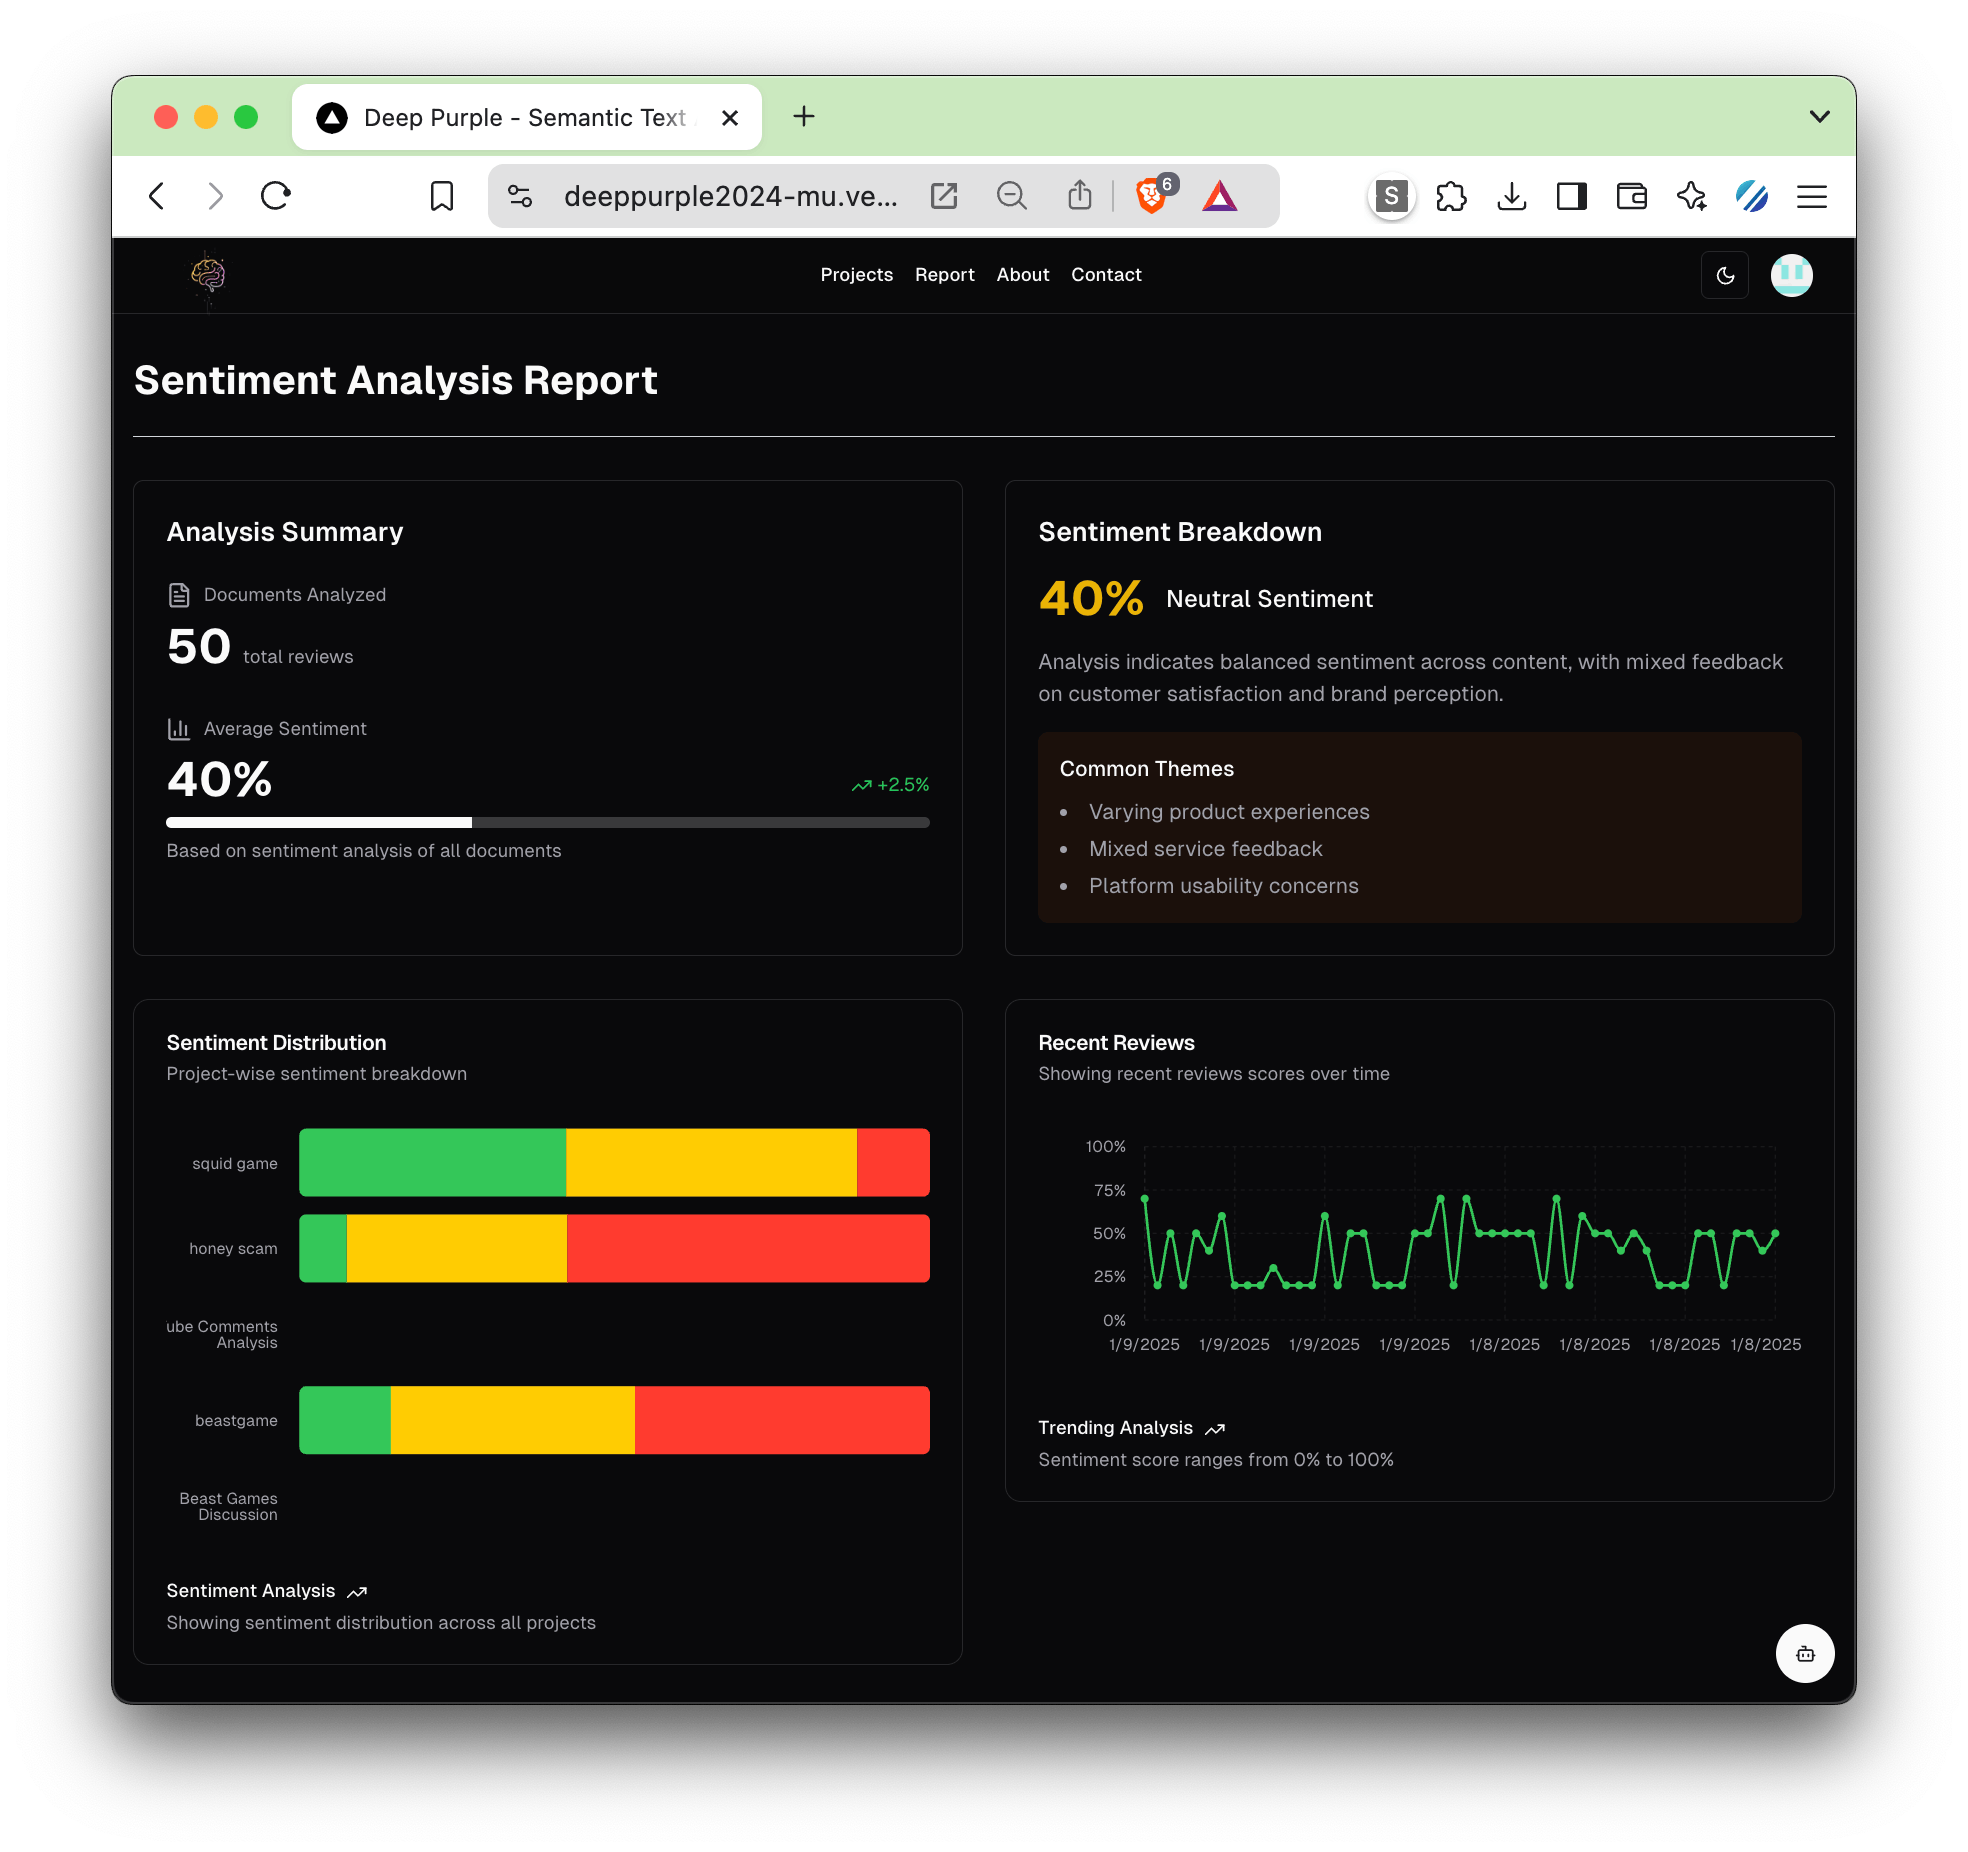 Deep Purple - Semantic Text
deeppurple2024-mu.ve...
6
S
Projects Report About Contact
Sentiment Analysis Report
Analysis Summary
Documents Analyzed
50 total reviews
Average Sentiment
40%
+2.5%
Based on sentiment analysis of all documents
Sentiment Breakdown
40% Neutral Sentiment
Analysis indicates balanced sentiment across content, with mixed feedback
on customer satisfaction and brand perception.
Common Themes
• Varying product experiences
• Mixed service feedback
• Platform usability concerns
Sentiment Distribution
Project-wise sentiment breakdown
squid game
honey scam
ube Comments
Analysis
beastgame
Beast Games
Discussion
Sentiment Analysis
Showing sentiment distribution across all projects
Recent Reviews
Showing recent reviews scores over time
100%
75%
50%
25%
0%
1/9/2025 1/9/2025 1/9/2025 1/9/2025 1/8/2025 1/8/2025 1/8/2025 1/8/2025
Trending Analysis
Sentiment score ranges from 0% to 100%